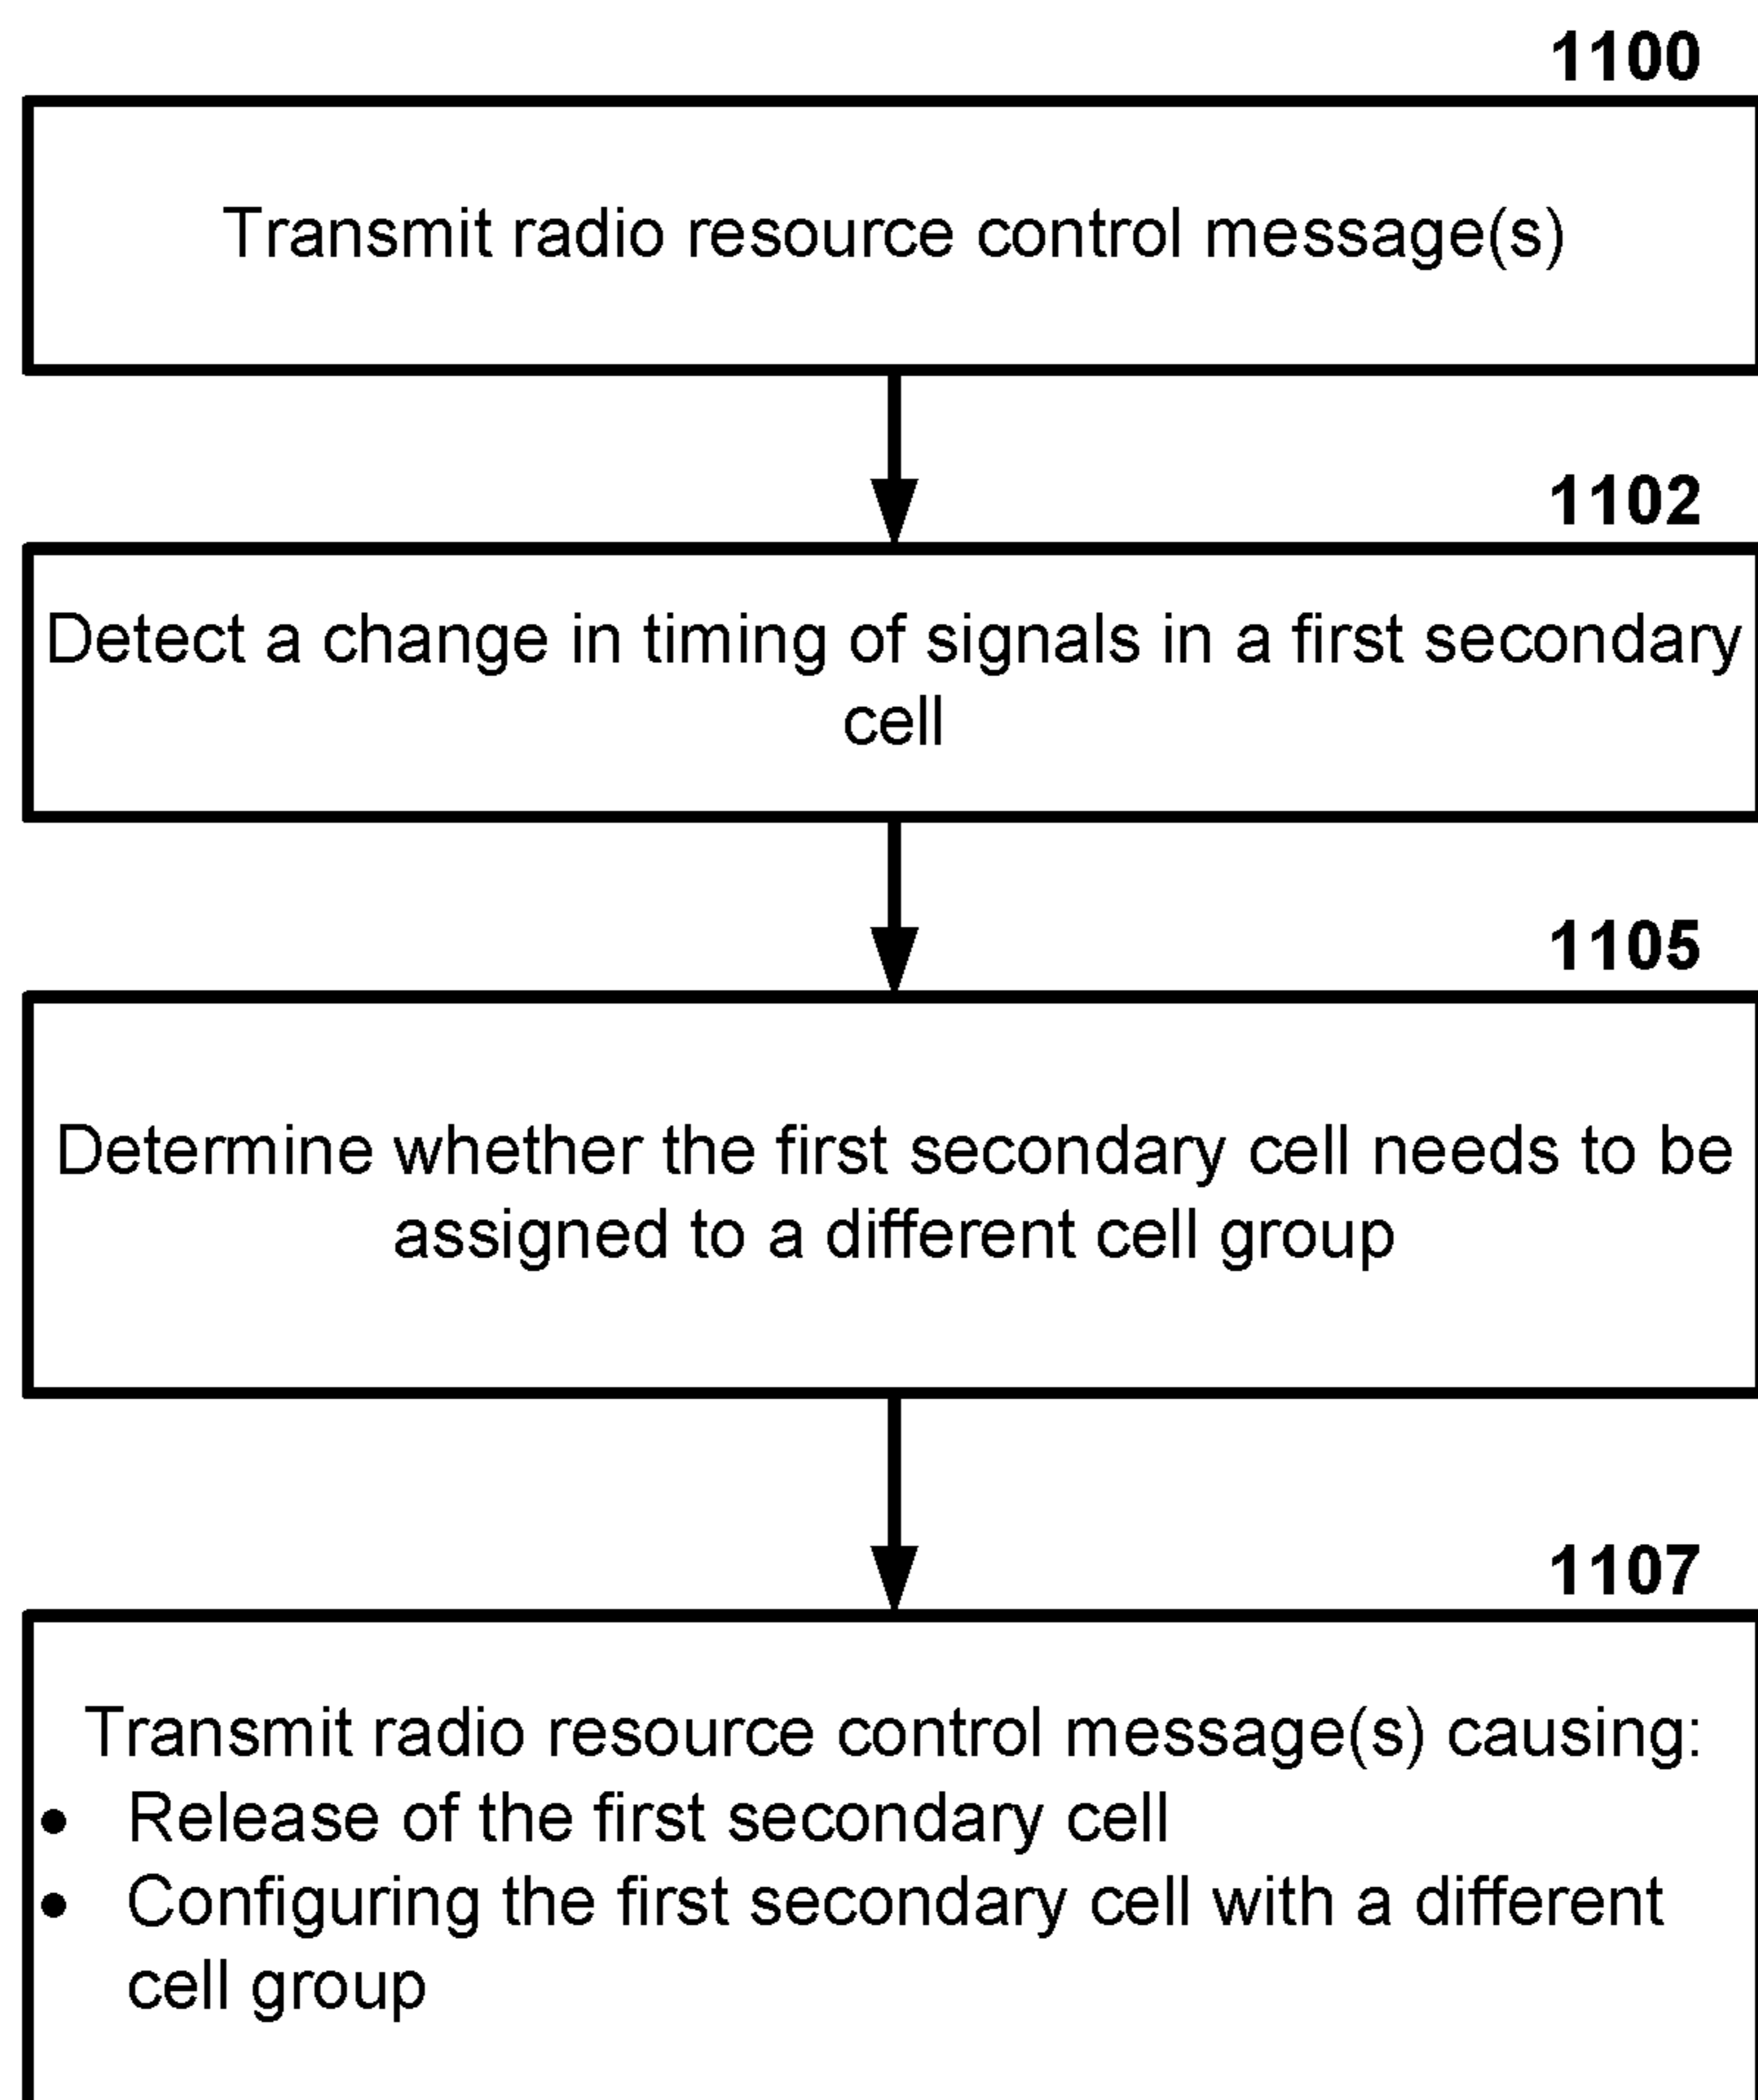 1100
Transmit radio resource control message(s)
1102
Detect a change in timing of signals in a first secondary
cell
1105
Determine whether the first secondary cell needs to be
assigned to a different cell group
1107
Transmit radio resource control message(s) causing:
• Release of the first secondary cell
• Configuring the first secondary cell with a different
cell group